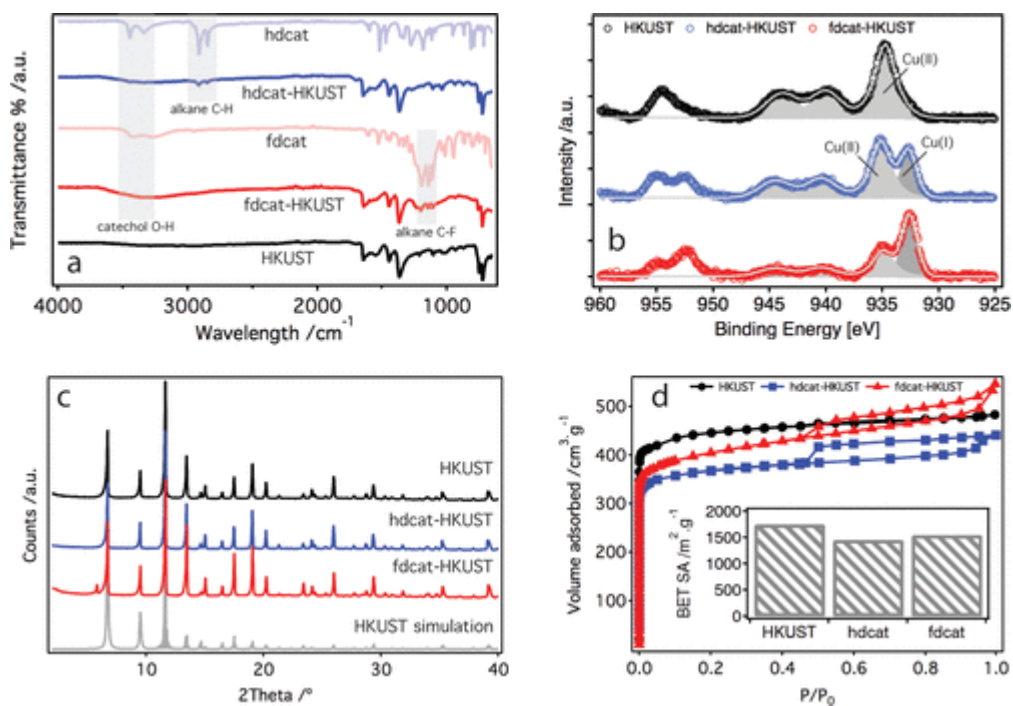 Transmittance % /a.u.
hdcat
hdcat-HKUST
alkane C-H
fdcat
fdcat-HKUST
catechol O-H
alkane C-F
HKUST
a
4000
3000
2000
1000
Wavelength /cm-1
HKUST
hdcat-HKUST
fdcat-HKUST
Cu(II)
Intensity /a.u.
Cu(II)
Cu(I)
b
960
955
950
945
940
935
930
925
Binding Energy [eV]
c
Counts /a.u.
HKUST
hdcat-HKUST
fdcat-HKUST
HKUST simulation
10
20
30
40
2Theta /°
HKUST
hdcat-HKUST
fdcat-HKUST
d
Volume adsorbed /cm3.g-1
500
400
300
200
100
BET SA /m2.g-1
2000
1500
1000
500
0
HKUST
hdcat
fdcat
0.0
0.2
0.4
0.6
0.8
1.0
P/P0